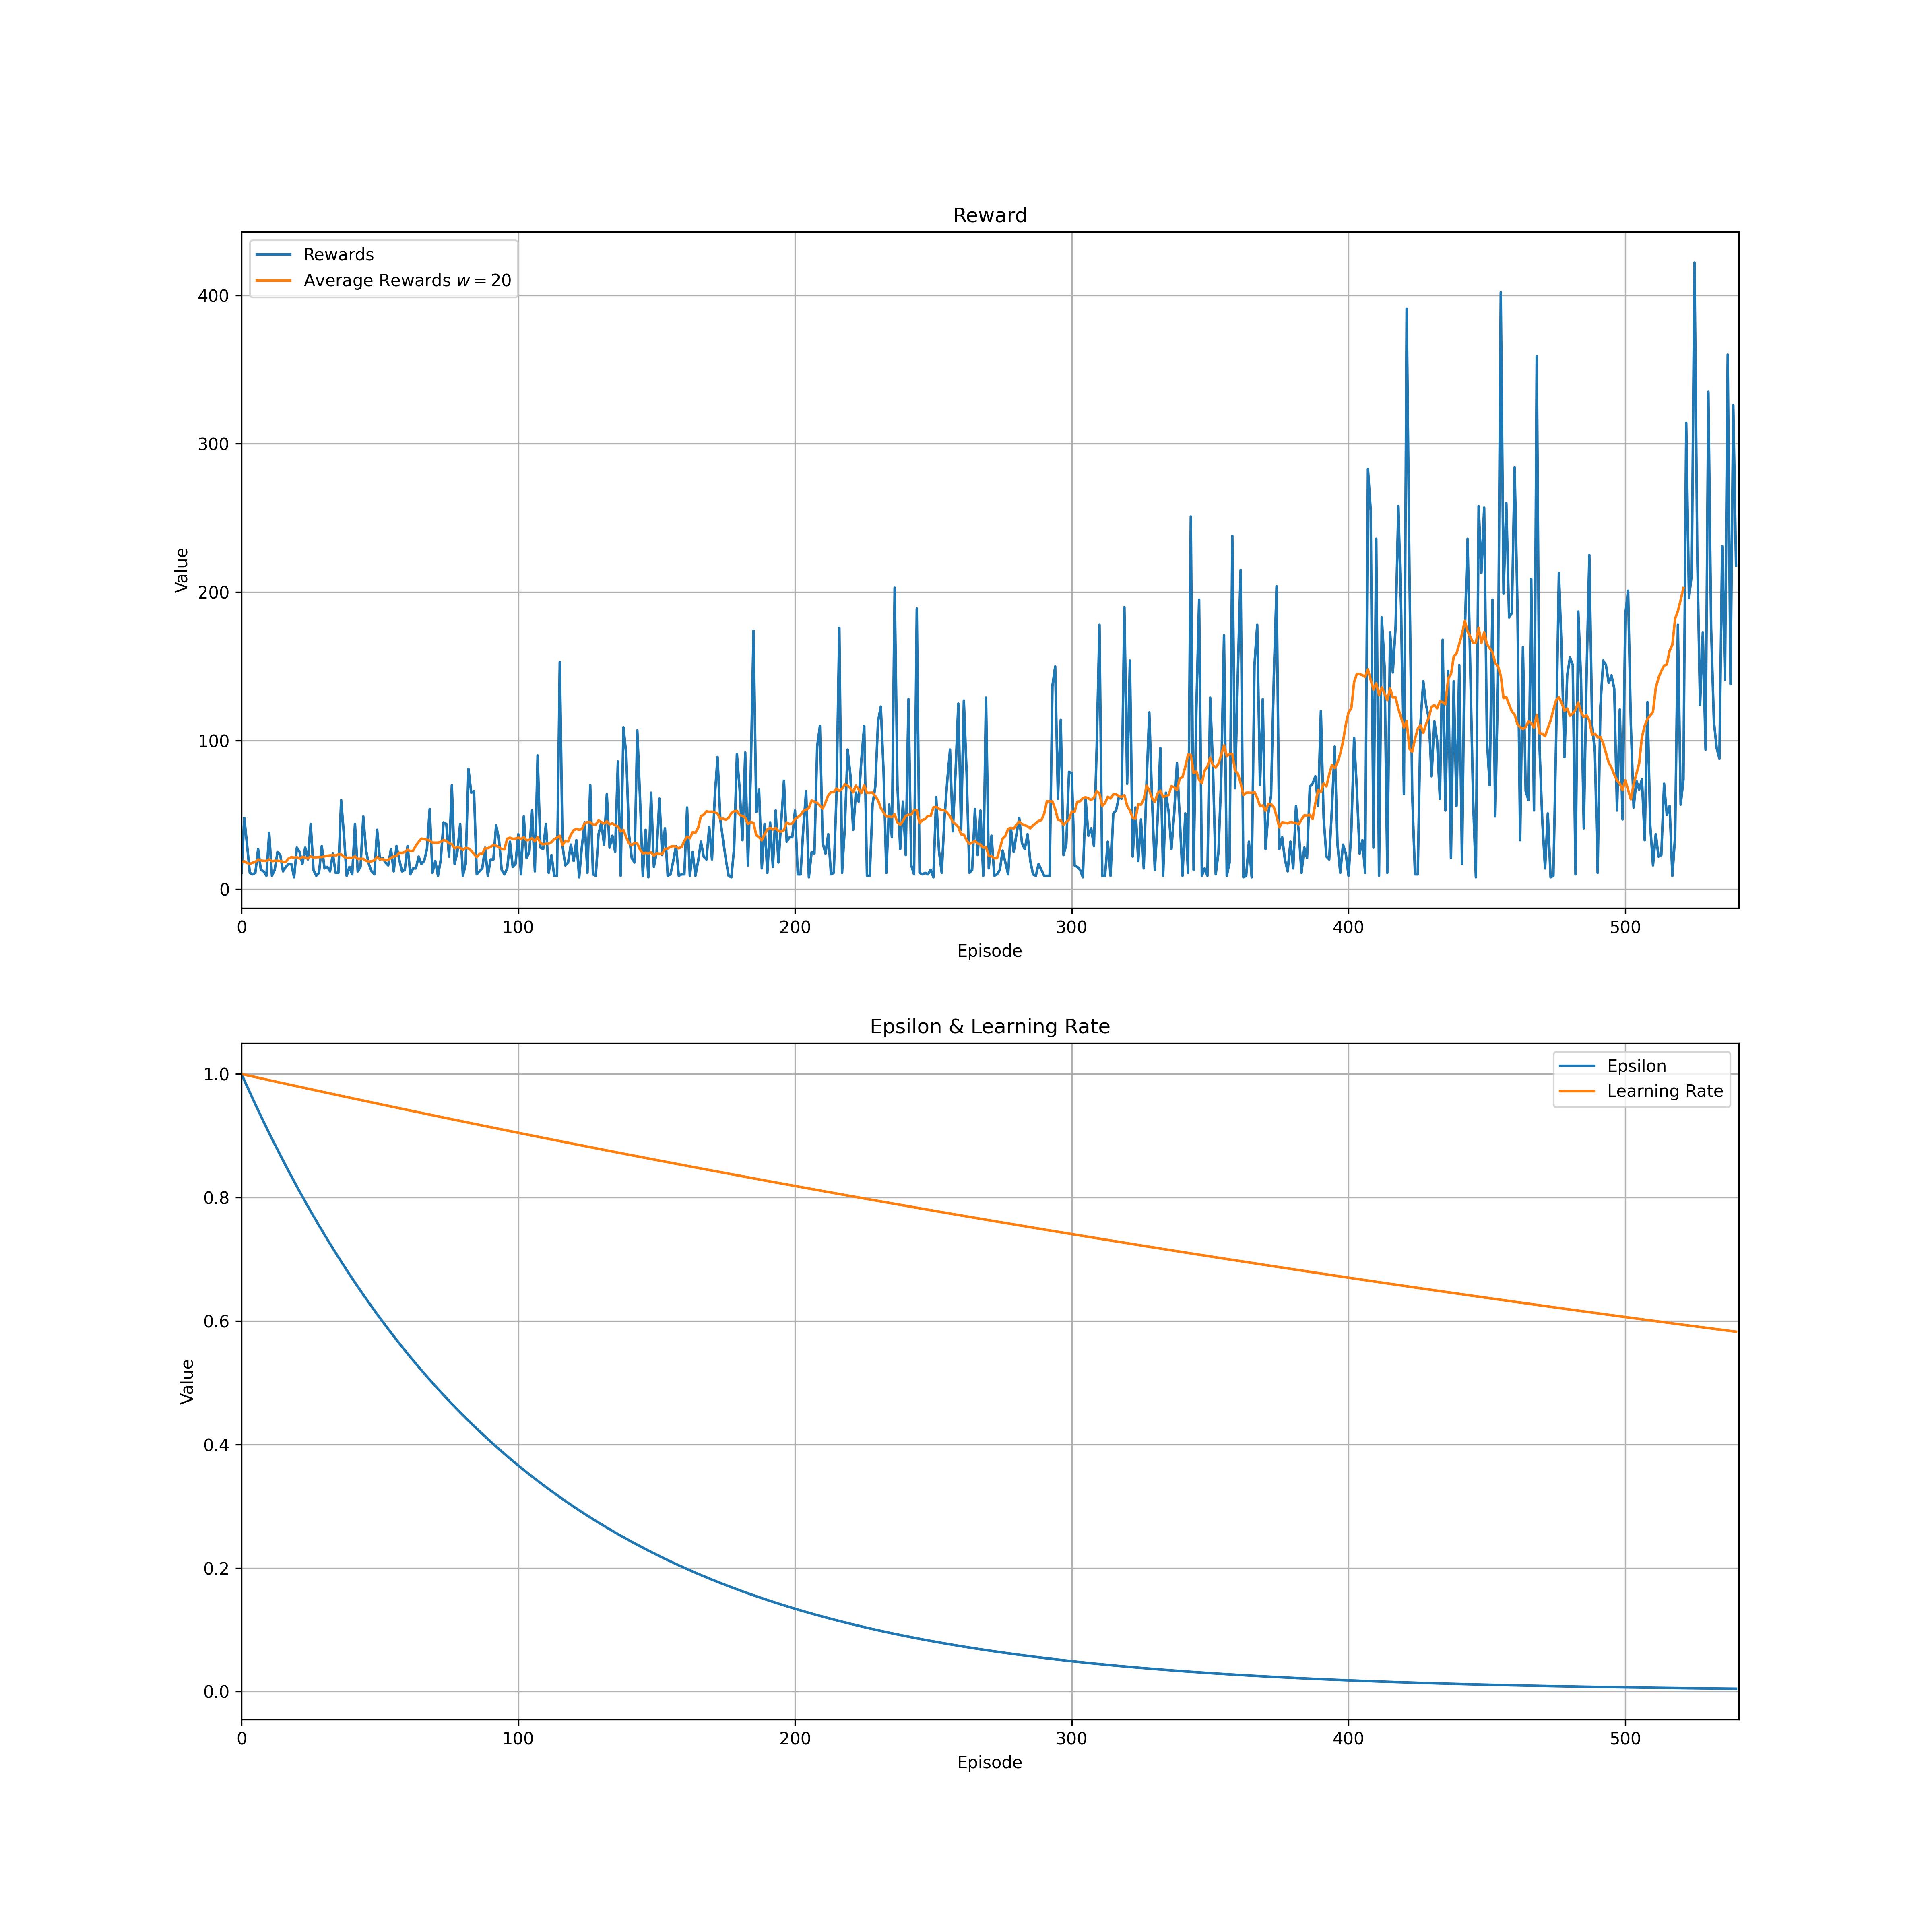 Reward
Rewards
Average Rewards w = 20
400
300
200
100
0
Value
0 100 200 300 400 500
Episode
Epsilon & Learning Rate
Epsilon
Learning Rate
1.0
0.8
0.6
0.4
0.2
0.0
Value
0 100 200 300 400 500
Episode